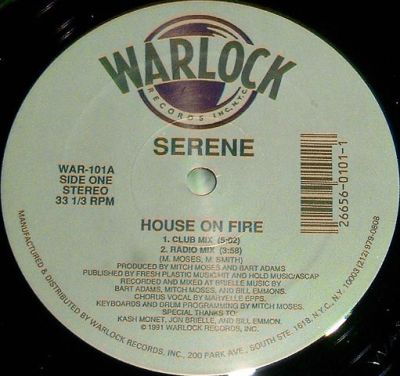 WARLOCK
RECORDS INC, N.Y.C.
SERENE
WAR-101A
SIDE ONE
STEREO
33 1/3 RPM
26656-0101-1
HOUSE ON FIRE
1. CLUB MIX (5:02)
2. RADIO MIX (3:58)
(M. MOSES, M. SMITH)
PRODUCED BY MITCH MOSES AND BART ADAMS
PUBLISHED BY FRESH PLASTIC MUSIC/HIT AND HOLD MUSIC/ASCAP
RECORDED AND MIXED AT BRIELLE MUSIC BY
BART ADAMS, MITCH MOSES, AND BILL EMMONS.
CHORUS VOCAL BY MARYELLE EPPS.
KEYBOARDS AND DRUM PROGRAMMING BY MITCH MOSES.
SPECIAL THANKS TO:
KASH MONET, JON BRIELLE, AND BILL EMMON.
© 1991 WARLOCK RECORDS, INC.
MANUFACTURED & DISTRIBUTED BY WARLOCK RECORDS, INC., 200 PARK AVE., SOUTH STE. 1618, N.Y., N.Y. 10003 (212) 979-0808